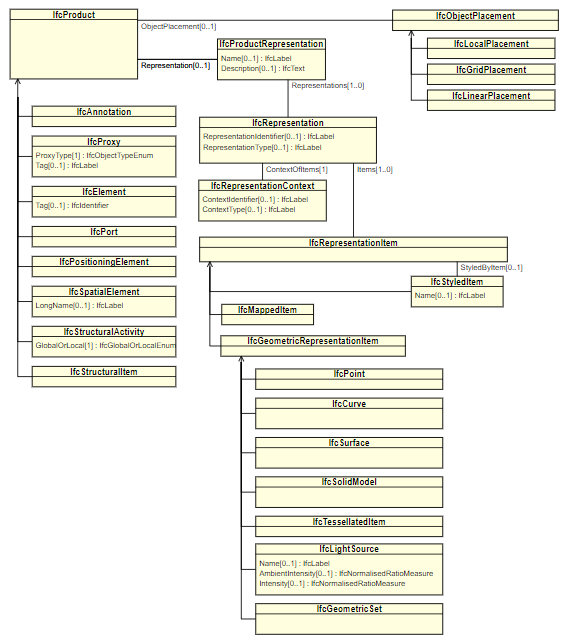 IfcProduct
ObjectPlacement[0..1]
IfcObjectPlacement
IfcLocalPlacement
IfcGridPlacement
IfcLinearPlacement
Representation[0..1]
IfcProductRepresentation
Name[0..1] : IfcLabel
Description[0..1] : IfcText
Representations[1..0]
IfcAnnotation
IfcProxy
ProxyType[1] : IfcObjectTypeEnum
Tag[0..1] : IfcLabel
IfcElement
Tag[0..1] : IfcIdentifier
IfcPort
IfcPositioningElement
IfcSpatialElement
LongName[0..1] : IfcLabel
IfcStructuralActivity
GlobalOrLocal[1] : IfcGlobalOrLocalEnum
IfcStructuralItem
IfcRepresentation
RepresentationIdentifier[0..1] : IfcLabel
RepresentationType[0..1] : IfcLabel
ContextOfItems[1]
Items[1..0]
IfcRepresentationContext
ContextIdentifier[0..1] : IfcLabel
ContextType[0..1] : IfcLabel
IfcRepresentationItem
StyledByItem[0..1]
IfcStyledItem
Name[0..1] : IfcLabel
IfcMappedItem
IfcGeometricRepresentationItem
IfcPoint
IfcCurve
IfcSurface
IfcSolidModel
IfcTessellatedItem
IfcLightSource
Name[0..1] : IfcLabel
AmbientIntensity[0..1] : IfcNormalisedRatioMeasure
Intensity[0..1] : IfcNormalisedRatioMeasure
IfcGeometricSet